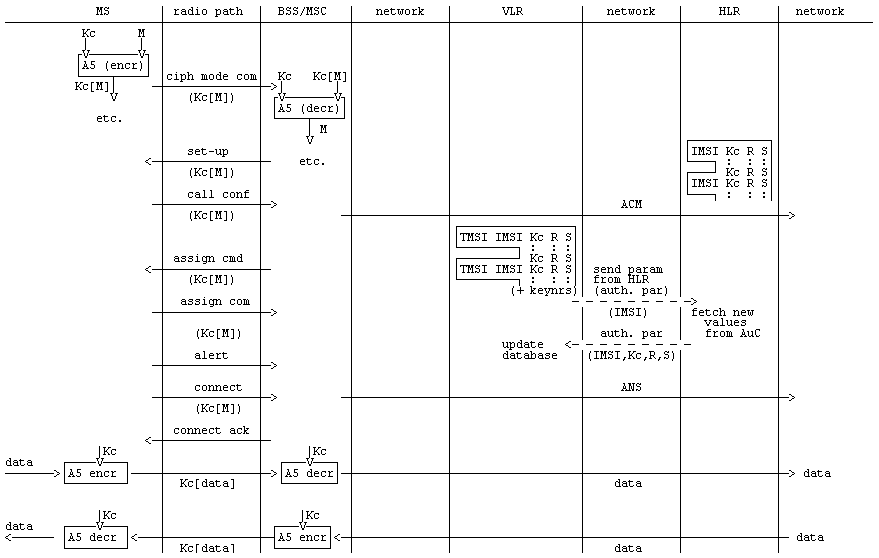 MS radio path BSS/MSC network VLR network HLR network
Kc M
A5 (encr)
Kc[M]
etc.
ciph mode com
(Kc[M])
Kc Kc[M]
A5 (decr)
M
etc.
set-up
(Kc[M])
IMSI Kc R S
: : :
Kc R S
IMSI Kc R S
: : :
call conf
(Kc[M])
ACM
TMSI IMSI Kc R S
: : :
Kc R S
TMSI IMSI Kc R S
: : :
(+ keynrs)
assign cmd
(Kc[M])
send param
from HLR
(auth. par)
(IMSI)
fetch new
values
from AuC
assign com
(Kc[M])
auth. par
(IMSI,Kc,R,S)
update
database
alert
connect
(Kc[M])
ANS
connect ack
data
Kc
A5 encr
Kc[data]
Kc
A5 decr
data
data
data
Kc
A5 decr
Kc[data]
Kc
A5 encr
data
data